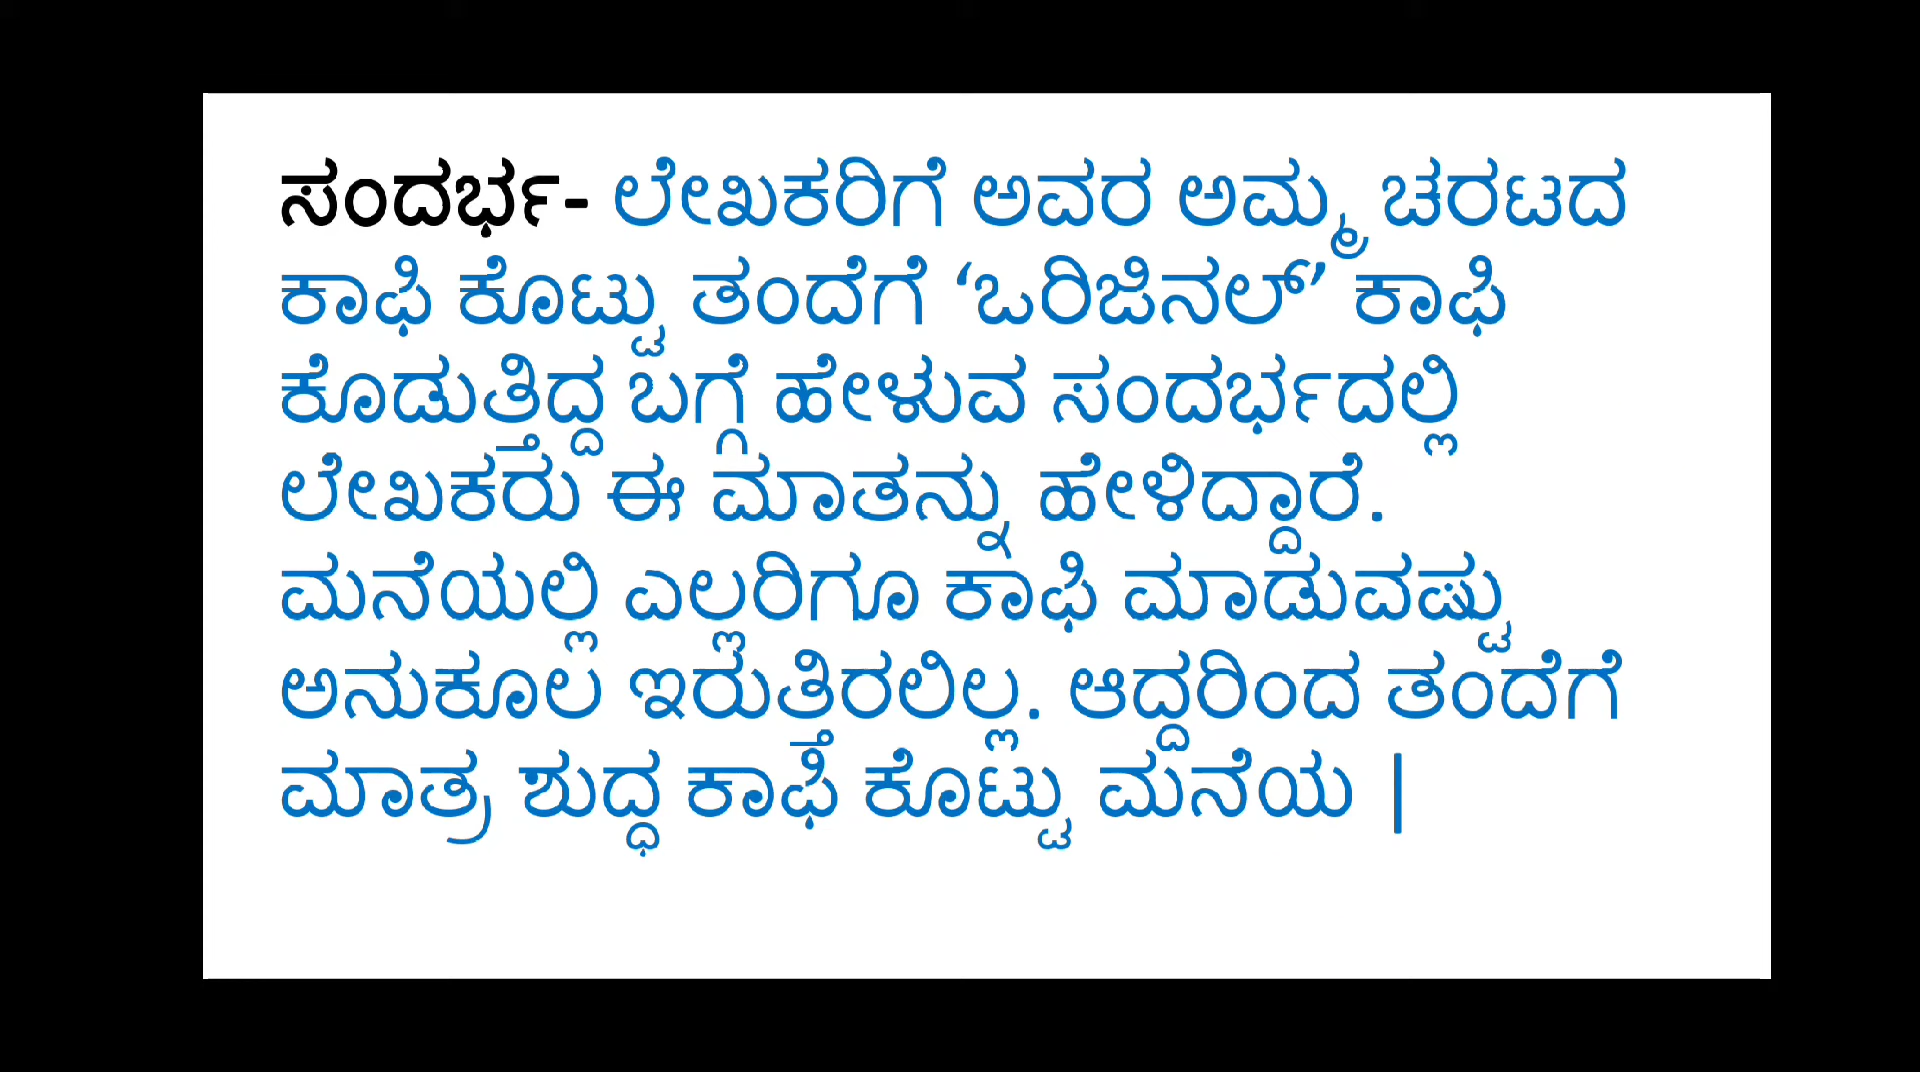 ಸಂದರ್ಭ- ಲೇಖಕರಿಗೆ ಅವರ ಅಮ್ಮ ಚರಟದ
ಕಾಫಿ ಕೊಟ್ಟು ತಂದೆಗೆ ‘ಒರಿಜಿನಲ್’ ಕಾಫಿ
ಕೊಡುತ್ತಿದ್ದ ಬಗ್ಗೆ ಹೇಳುವ ಸಂದರ್ಭದಲ್ಲಿ
ಲೇಖಕರು ಈ ಮಾತನ್ನು ಹೇಳಿದ್ದಾರೆ.
ಮನೆಯಲ್ಲಿ ಎಲ್ಲರಿಗೂ ಕಾಫಿ ಮಾಡುವಷ್ಟು
ಅನುಕೂಲ ಇರುತ್ತಿರಲಿಲ್ಲ. ಆದ್ದರಿಂದ ತಂದೆಗೆ
ಮಾತ್ರ ಶುದ್ಧ ಕಾಫಿ ಕೊಟ್ಟು ಮನೆಯ |